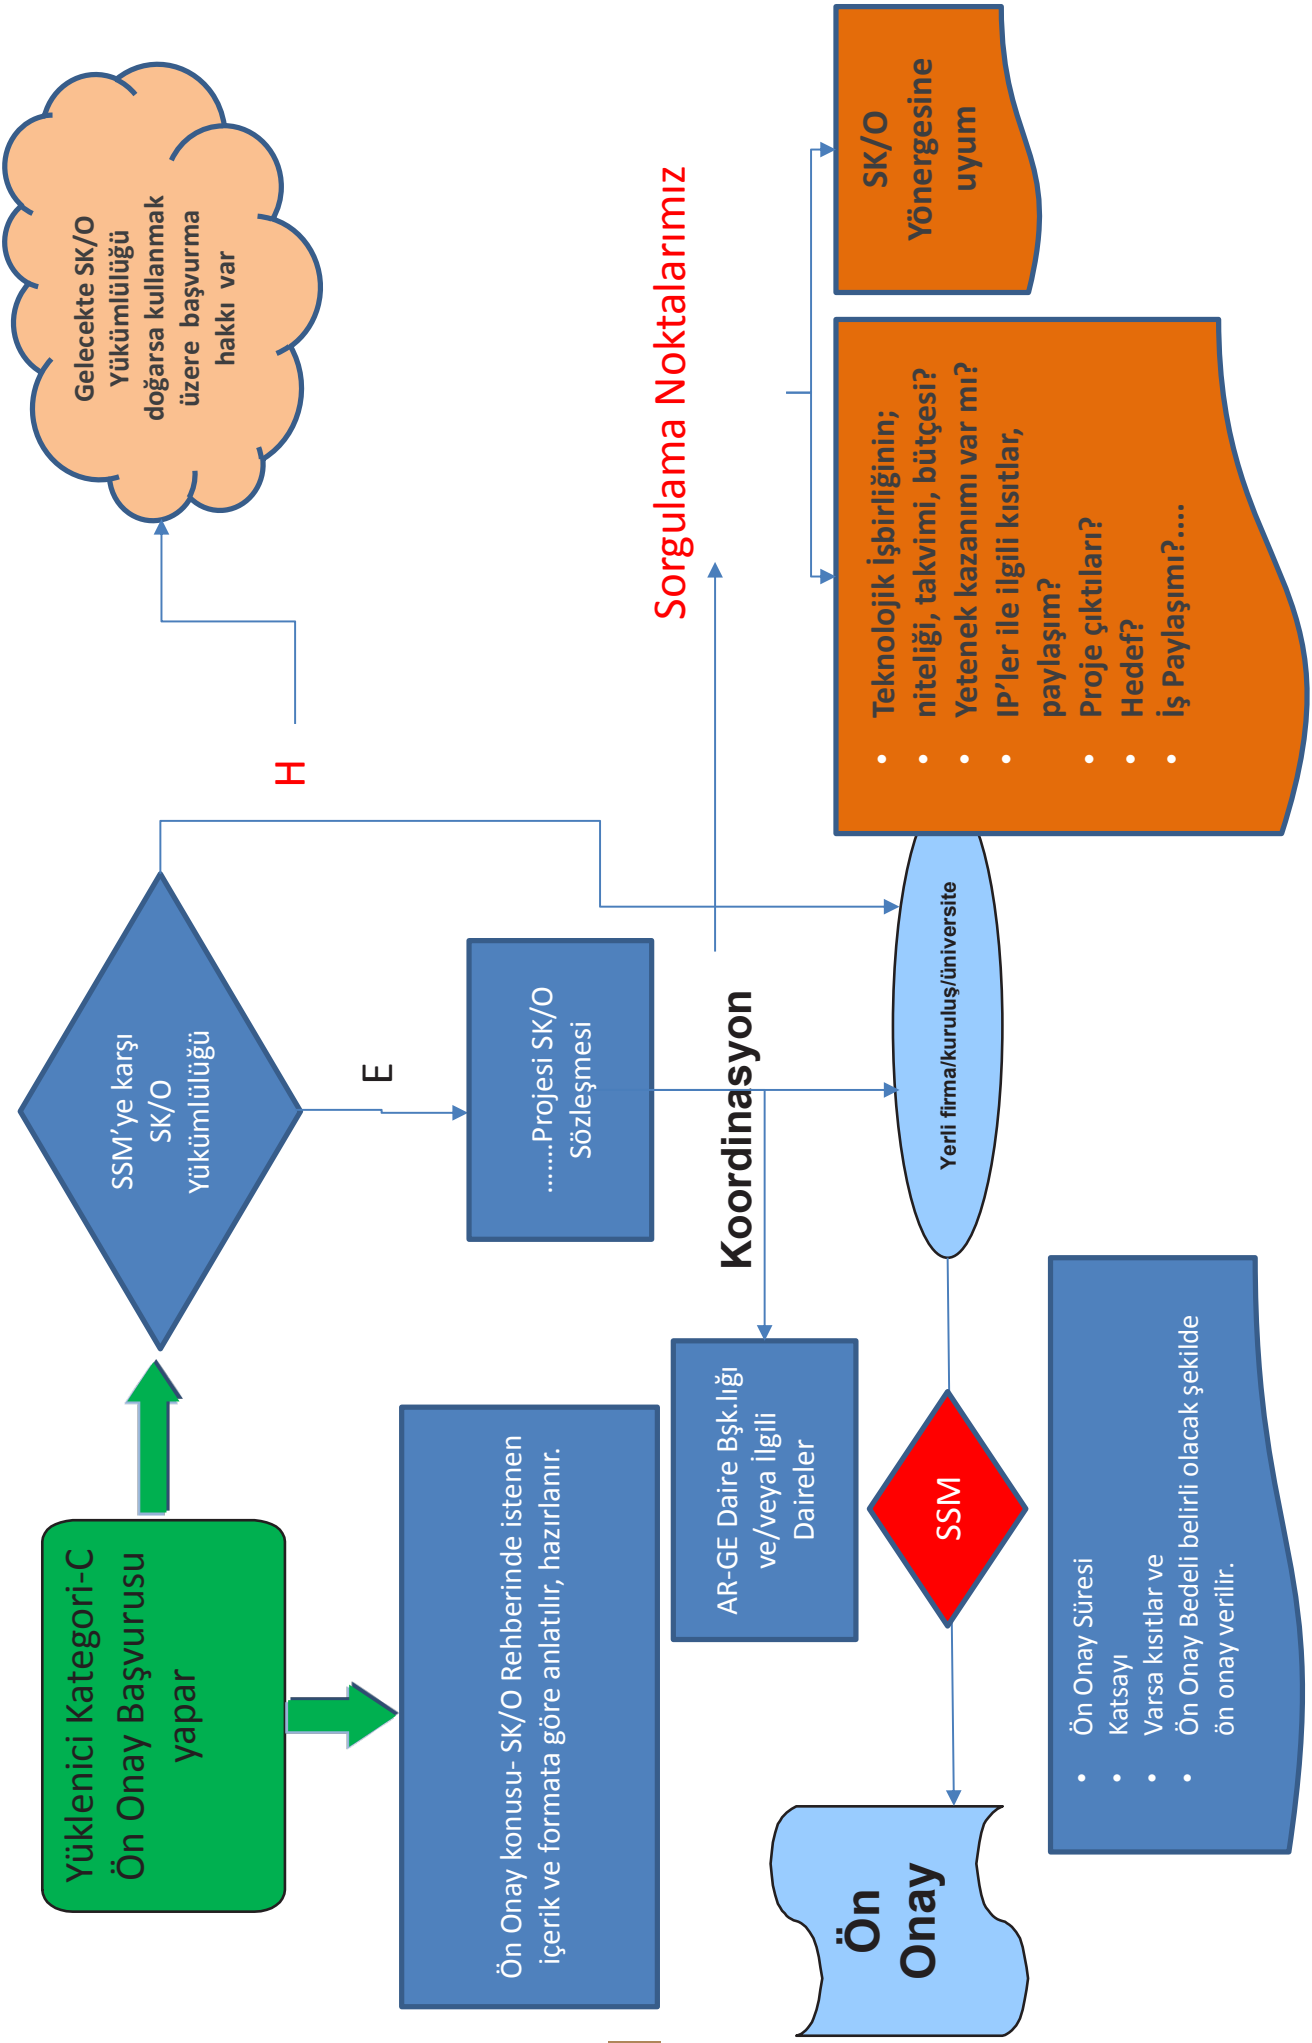 Yüklenici Kategori-C
Ön Onay Başvurusu
yapar
SSM'ye karşı
SK/O
Yükümlülüğü
H
Gelecekte SK/O
Yükümlülüğü
doğarsa kullanmak
üzere başvurma
hakkı var
E
Ön Onay konusu- SK/O Rehberinde istenen
içerik ve formata göre anlatılır, hazırlanır.
.......Projesi SK/O
Sözleşmesi
Sorgulama Noktalarımız
Koordinasyon
AR-GE Daire Bşk.lığı
ve/veya İlgili
Daireler
Ön
Onay
SSM
Yerli firma/kuruluş/üniversite
• Teknolojik İşbirliğinin;
• niteliği, takvimi, bütçesi?
• Yetenek kazanımı var mı?
• IP'ler ile ilgili kısıtlar,
paylaşım?
• Proje çıktıları?
• Hedef?
• İş Paylaşımı?....
SK/O
Yönergesine
uyum
• Ön Onay Süresi
• Katsayı
• Varsa kısıtlar ve
• Ön Onay Bedeli belirli olacak şekilde
ön onay verilir.